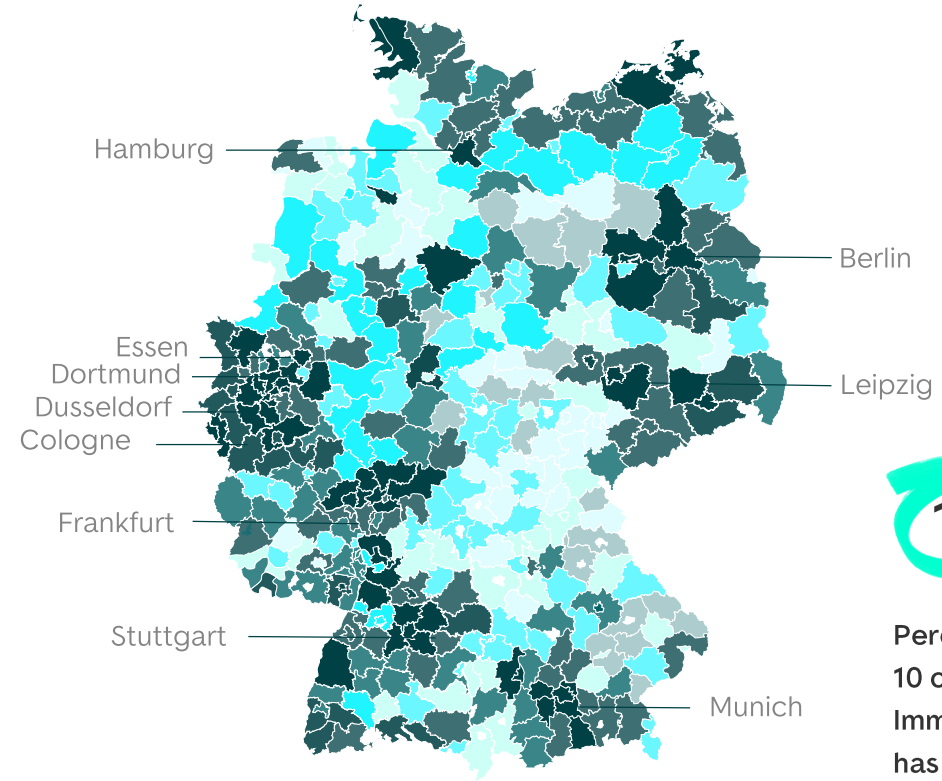 Hamburg
Berlin
Essen
Dortmund
Leipzig
Dusseldorf
Cologne
Frankfurt
Stuttgart
Munich
10
Imm
has